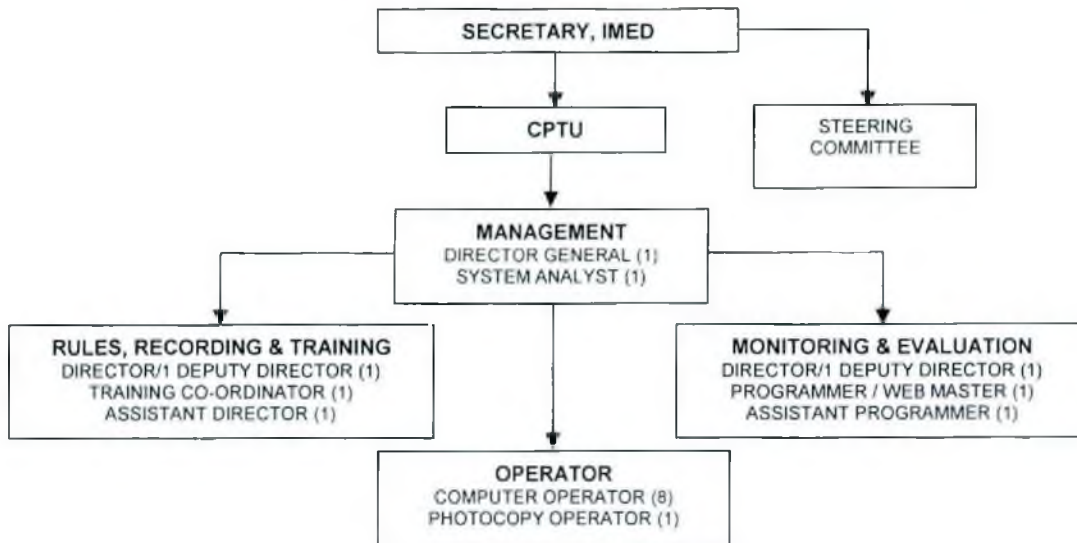 SECRETARY, IMED
CPTU
STEERING
COMMITTEE
MANAGEMENT
DIRECTOR GENERAL (1)
SYSTEM ANALYST (1)
RULES, RECORDING & TRAINING
DIRECTOR/1 DEPUTY DIRECTOR (1)
TRAINING CO-ORDINATOR (1)
ASSISTANT DIRECTOR (1)
MONITORING & EVALUATION
DIRECTOR/1 DEPUTY DIRECTOR (1)
PROGRAMMER / WEB MASTER (1)
ASSISTANT PROGRAMMER (1)
OPERATOR
COMPUTER OPERATOR (8)
PHOTOCOPY OPERATOR (1)